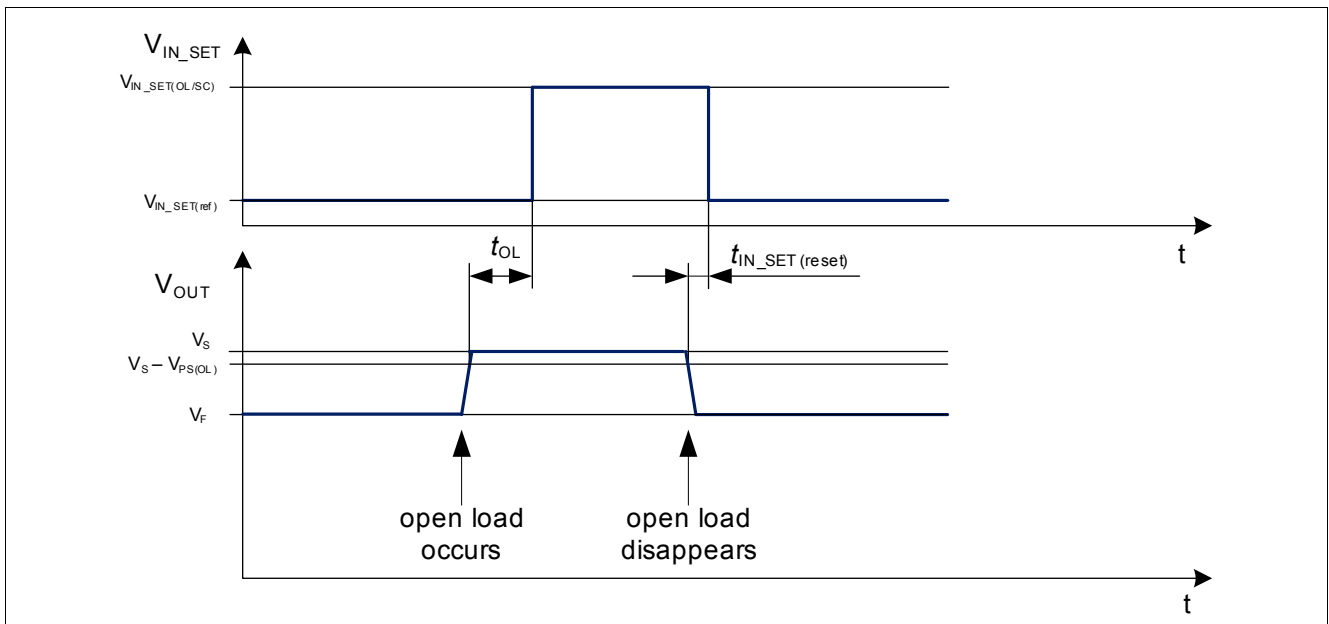 V_IN_SET
V_IN_SET(OL/SC)
V_IN_SET(ref)
t
t_OL
t_IN_SET (reset)
V_OUT
V_S
V_S – V_PS(OL)
V_F
open load
occurs
open load
disappears
t